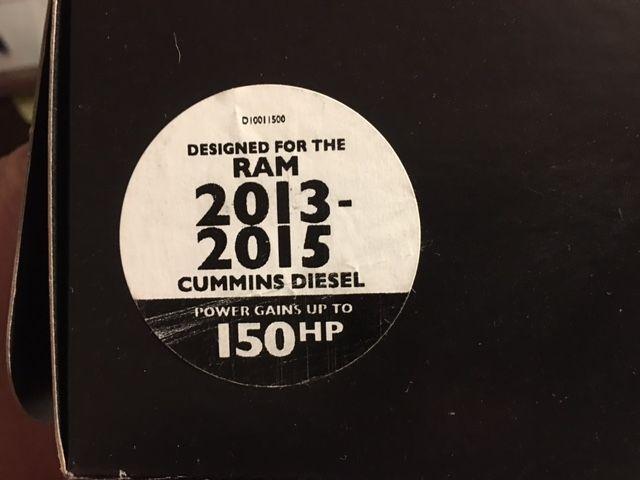 D10011500
DESIGNED FOR THE
RAM
2013-
2015
CUMMINS DIESEL
POWER GAINS UP TO
150HP